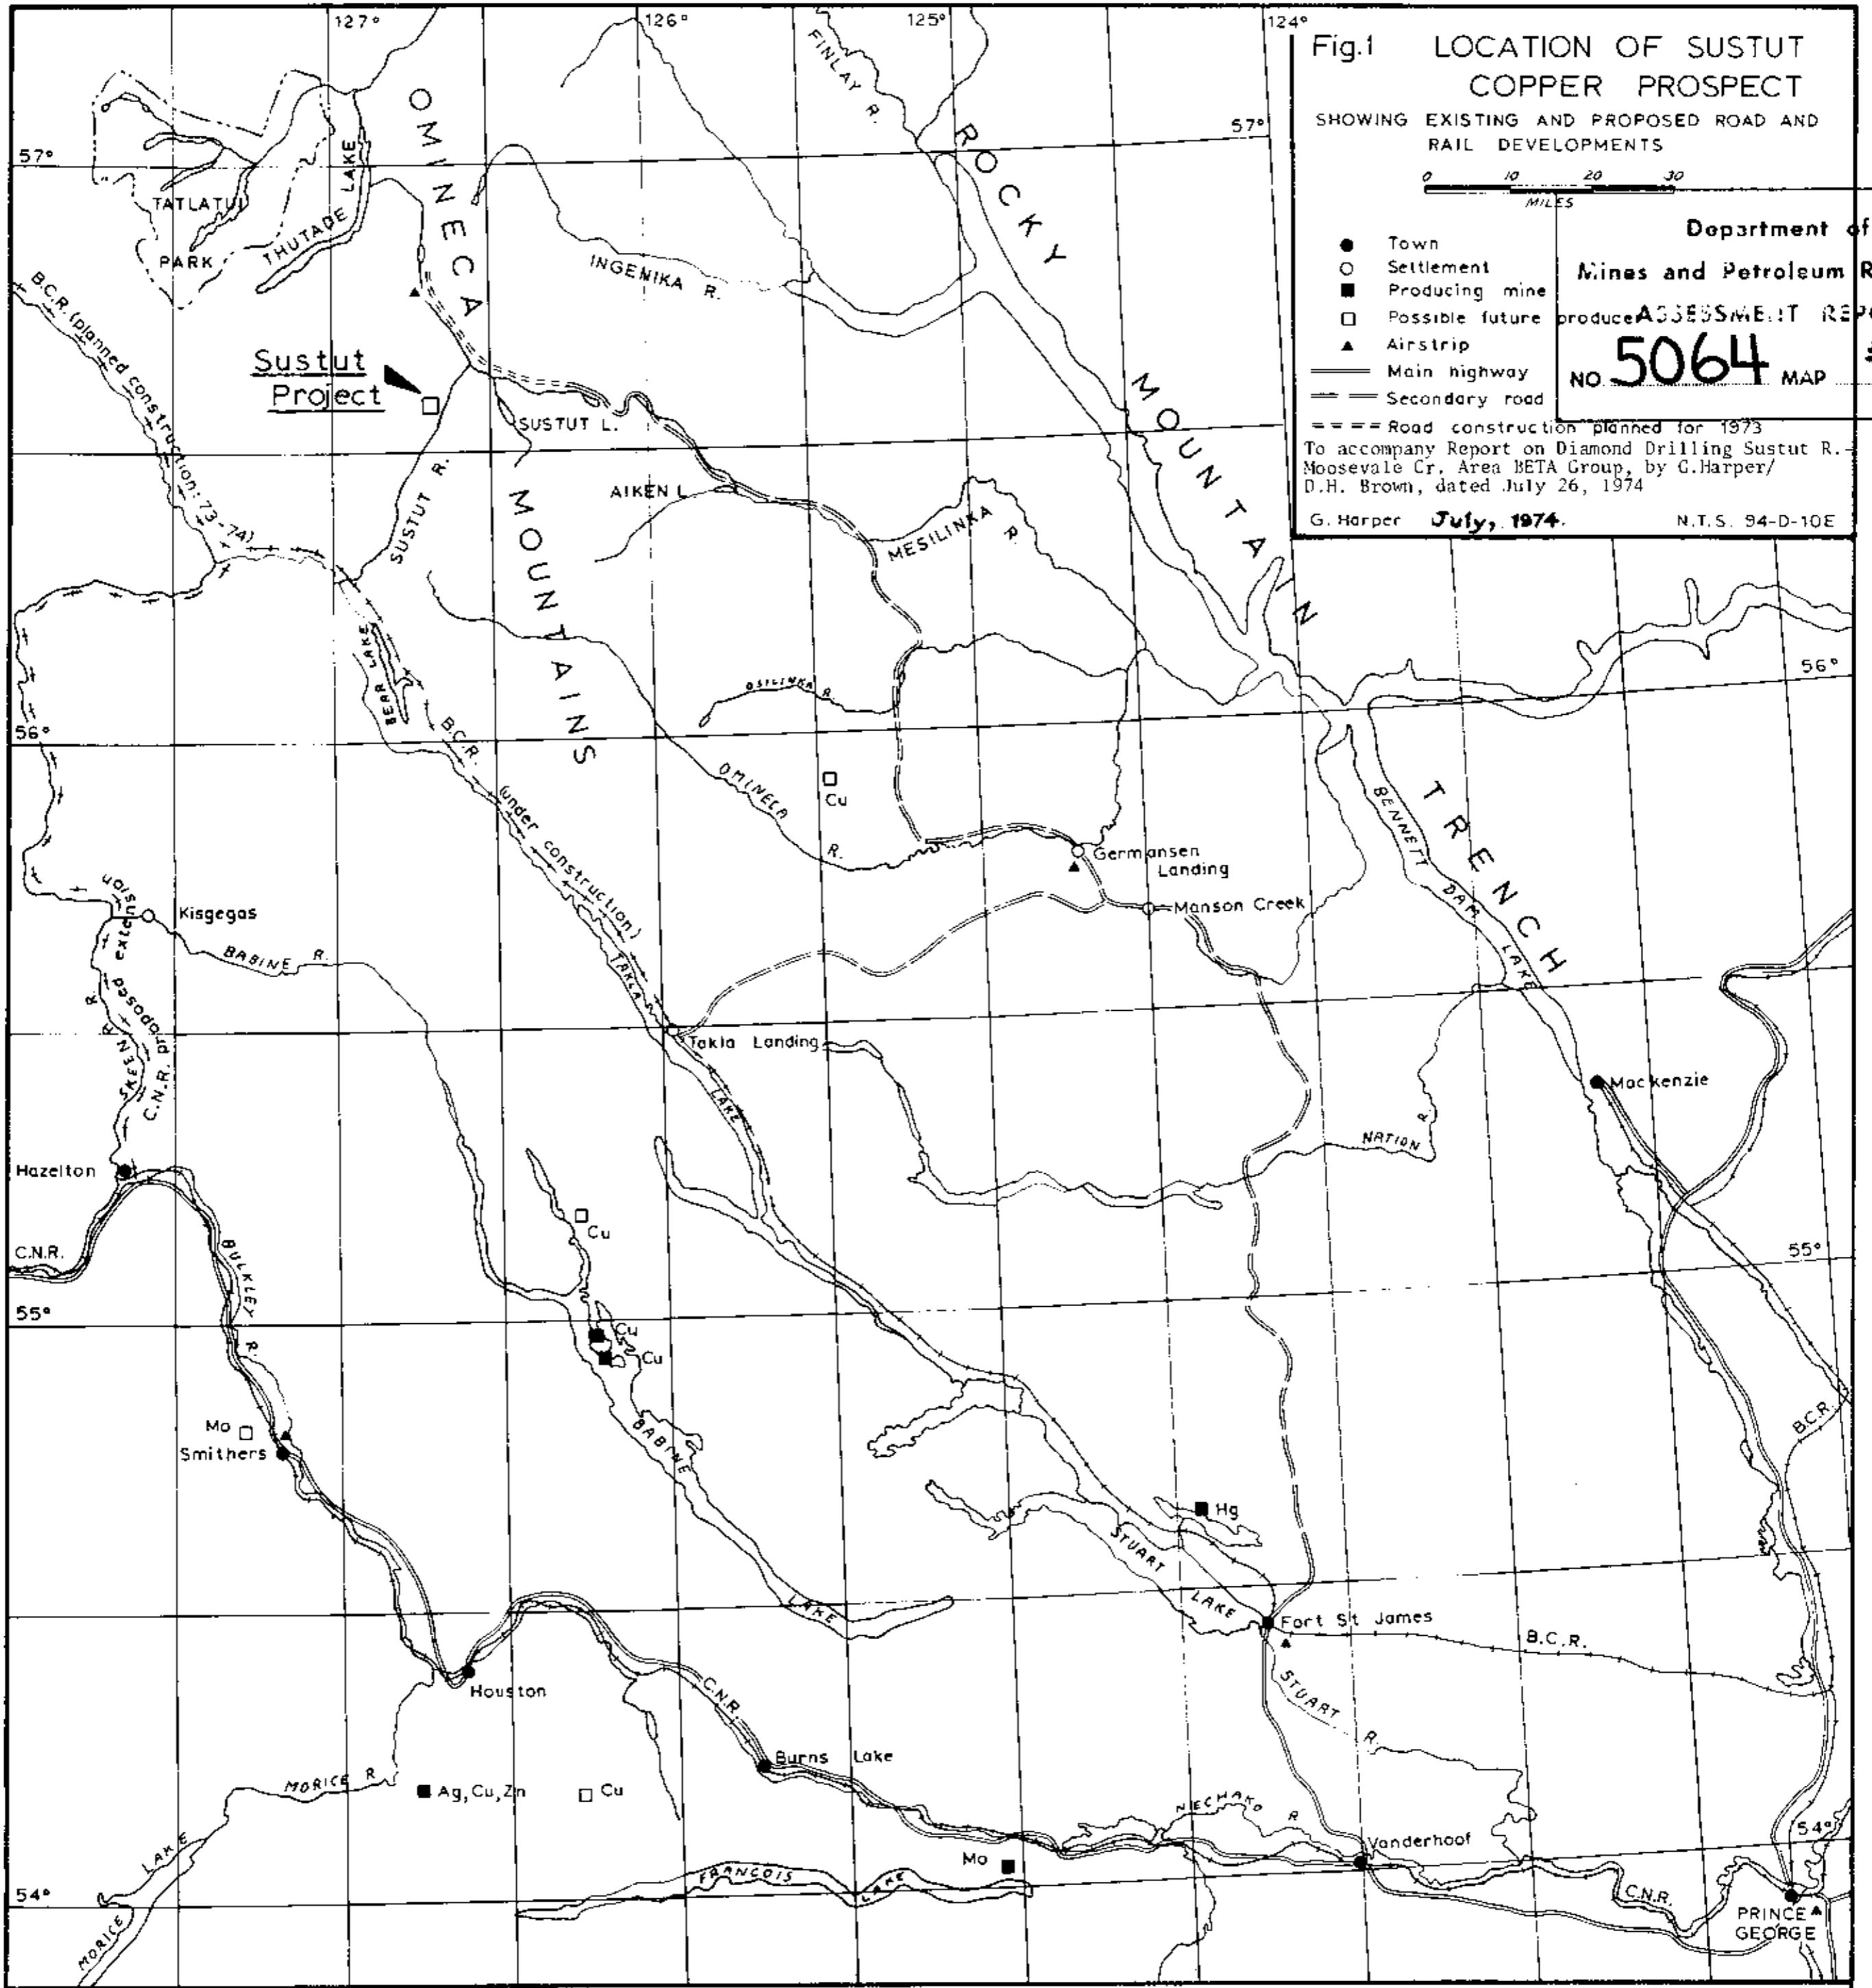 127°
126°
125°
124°
Fig.1
LOCATION OF SUSTUT
COPPER PROSPECT
SHOWING EXISTING AND PROPOSED ROAD AND
RAIL DEVELOPMENTS
0 10 20 30
MILES
Department of
Mines and Petroleum R
ASSESSMENT REPO
NO. 5064 MAP
Town
Settlement
Producing mine
Possible future produce
Airstrip
Main highway
Secondary road
Road construction planned for 1973
To accompany Report on Diamond Drilling Sustut R.-
Moosevale Cr. Area BETA Group, by G.Harper/
D.H. Brown, dated July 26, 1974
G. Harper July, 1974. N.T.S. 94-D-10E
57°
57°
TATLATUI
PARK
THUTADE LAKE
OMINECA
MOUNTAINS
FINLAY R.
ROCKY
MOUNTAIN
TRENCH
INGENIKA R.
B.C.R. (planned construction: 73-74)
Sustut
Project
SUSTUT L.
SUSTUT R.
AIKEN L.
MESILINKA R.
BEAR LAKE
OSILINKA R.
56°
56°
B.C.R. (under construction)
OMINECA R.
Cu
Germansen
Landing
Manson Creek
BENNETT DAM LAKE
Kisgegas
BABINE R.
SKEENA R.
C.N.R. proposed extension
TAKLA LAKE
Takla Landing
Mackenzie
NATION R.
Hazelton
C.N.R.
BULKLEY R.
Cu
55°
55°
Cu
Cu
Mo
Smithers
BABINE LAKE
B.C.R.
Hg
STUART LAKE
Fort St James
B.C.R.
STUART R.
Houston
C.N.R.
Burns Lake
MORICE R.
Ag,Cu,Zn
Cu
NECHAKO R.
Vanderhoof
54°
Mo
FRANCOIS LAKE
54°
MORICE LAKE
C.N.R.
PRINCE
GEORGE